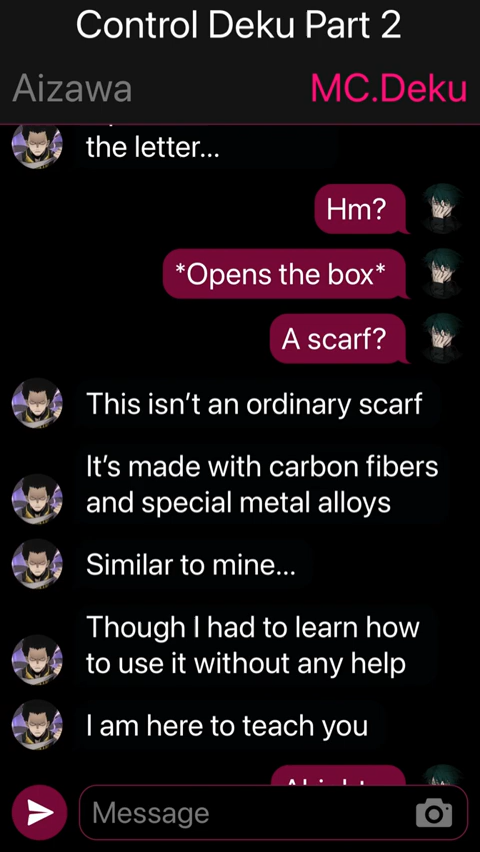 Control Deku Part 2
Aizawa
MC.Deku
the letter...
Hm?
*Opens the box*
A scarf?
This isn’t an ordinary scarf
It’s made with carbon fibers
and special metal alloys
Similar to mine...
Though I had to learn how
to use it without any help
I am here to teach you
Message